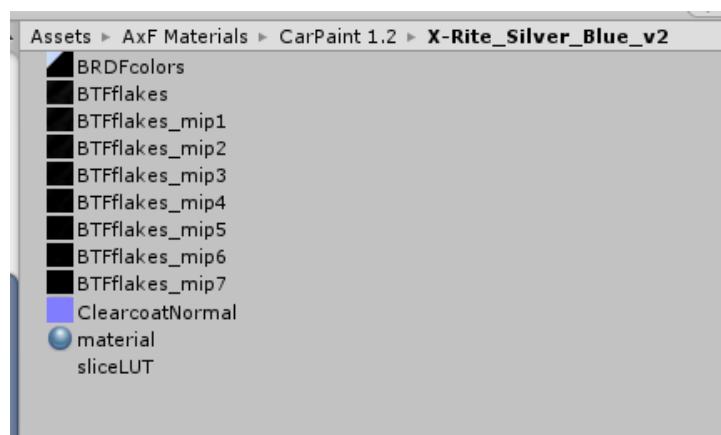 Assets ▸ AxF Materials ▸ CarPaint 1.2 ▸ X-Rite_Silver_Blue_v2
BRDFcolors
BTFflakes
BTFflakes_mip1
BTFflakes_mip2
BTFflakes_mip3
BTFflakes_mip4
BTFflakes_mip5
BTFflakes_mip6
BTFflakes_mip7
ClearcoatNormal
material
sliceLUT